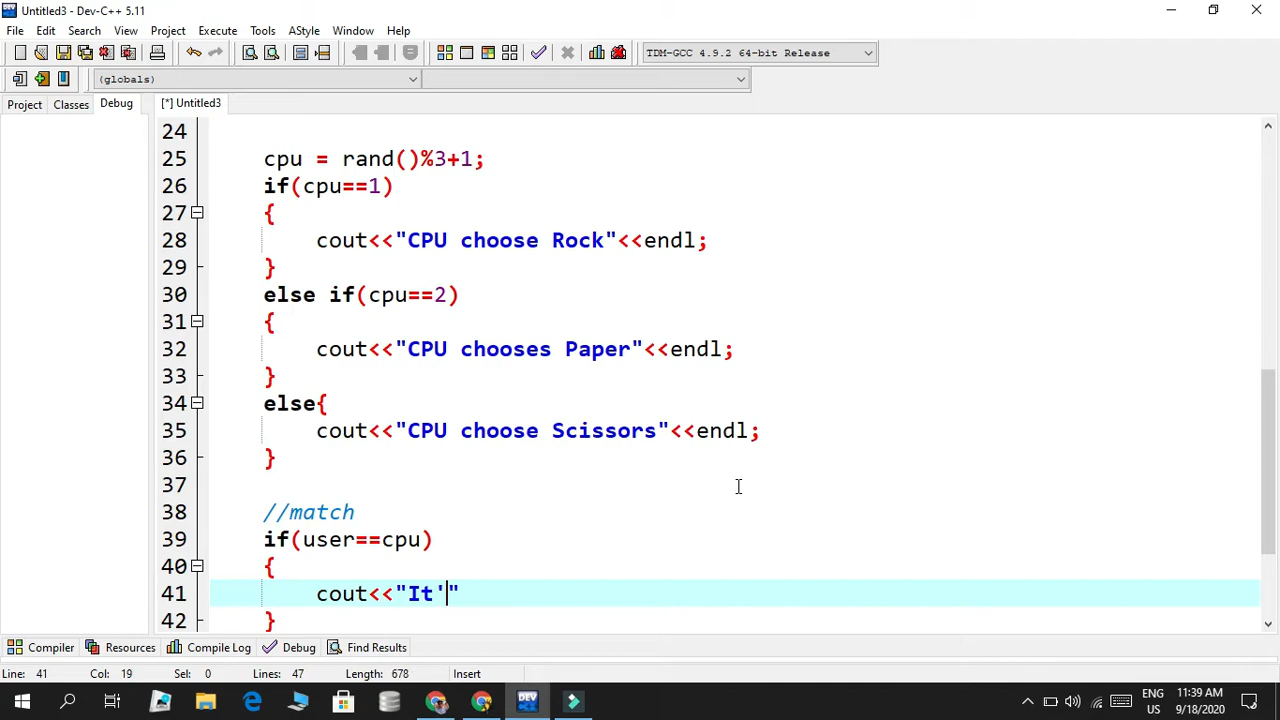 Untitled3 - Dev-C++ 5.11
File Edit Search View Project Execute Tools AStyle Window Help
TDM-GCC 4.9.2 64-bit Release
(globals)
Project Classes Debug [*] Untitled3
24
25 cpu = rand()%3+1;
26 if(cpu==1)
27 {
28 cout<<"CPU choose Rock"<<endl;
29 }
30 else if(cpu==2)
31 {
32 cout<<"CPU chooses Paper"<<endl;
33 }
34 else{
35 cout<<"CPU choose Scissors"<<endl;
36 }
37
38 //match
39 if(user==cpu)
40 {
41 cout<<"It'"
42 }
Compiler Resources Compile Log Debug Find Results
Line: 41 Col: 19 Sel: 0 Lines: 47 Length: 678 Insert
DEV
ENG 11:39 AM
US 9/18/2020